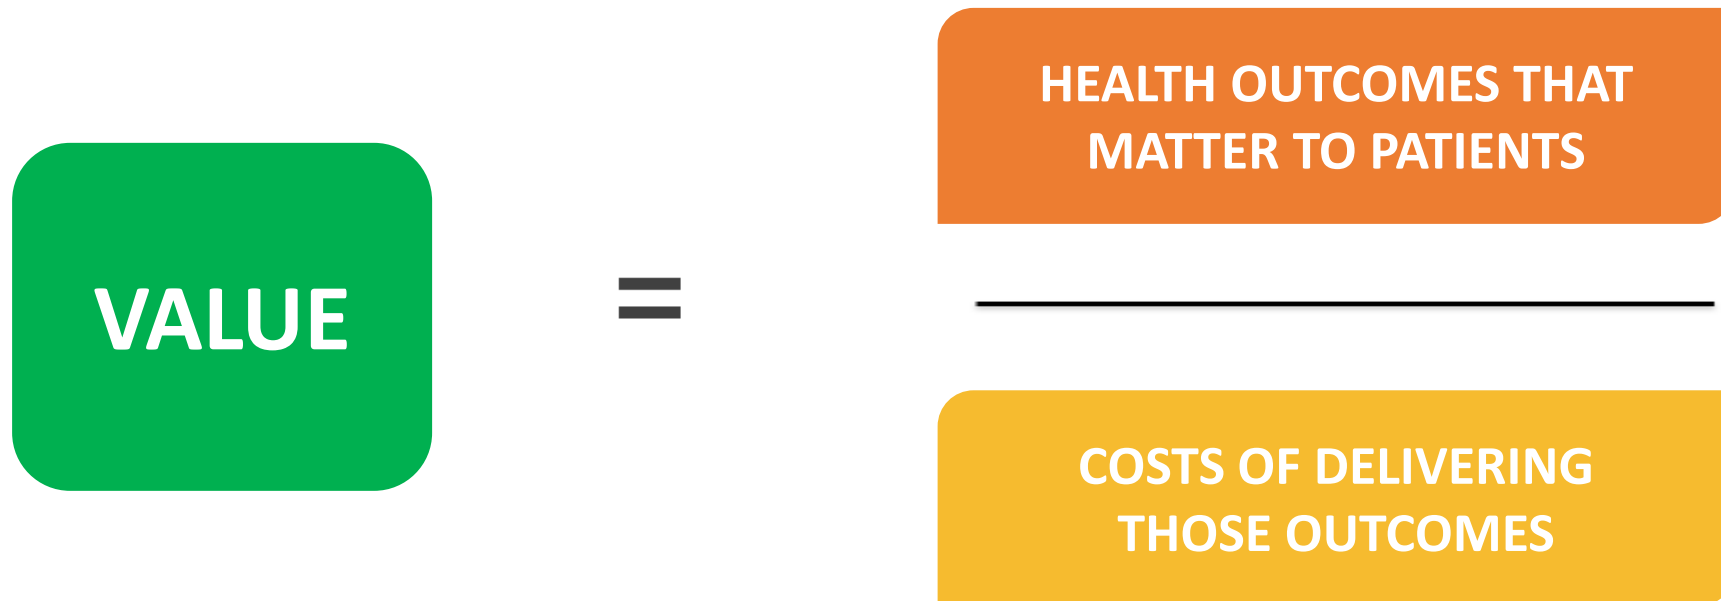 VALUE
=
HEALTH OUTCOMES THAT
MATTER TO PATIENTS
COSTS OF DELIVERING
THOSE OUTCOMES